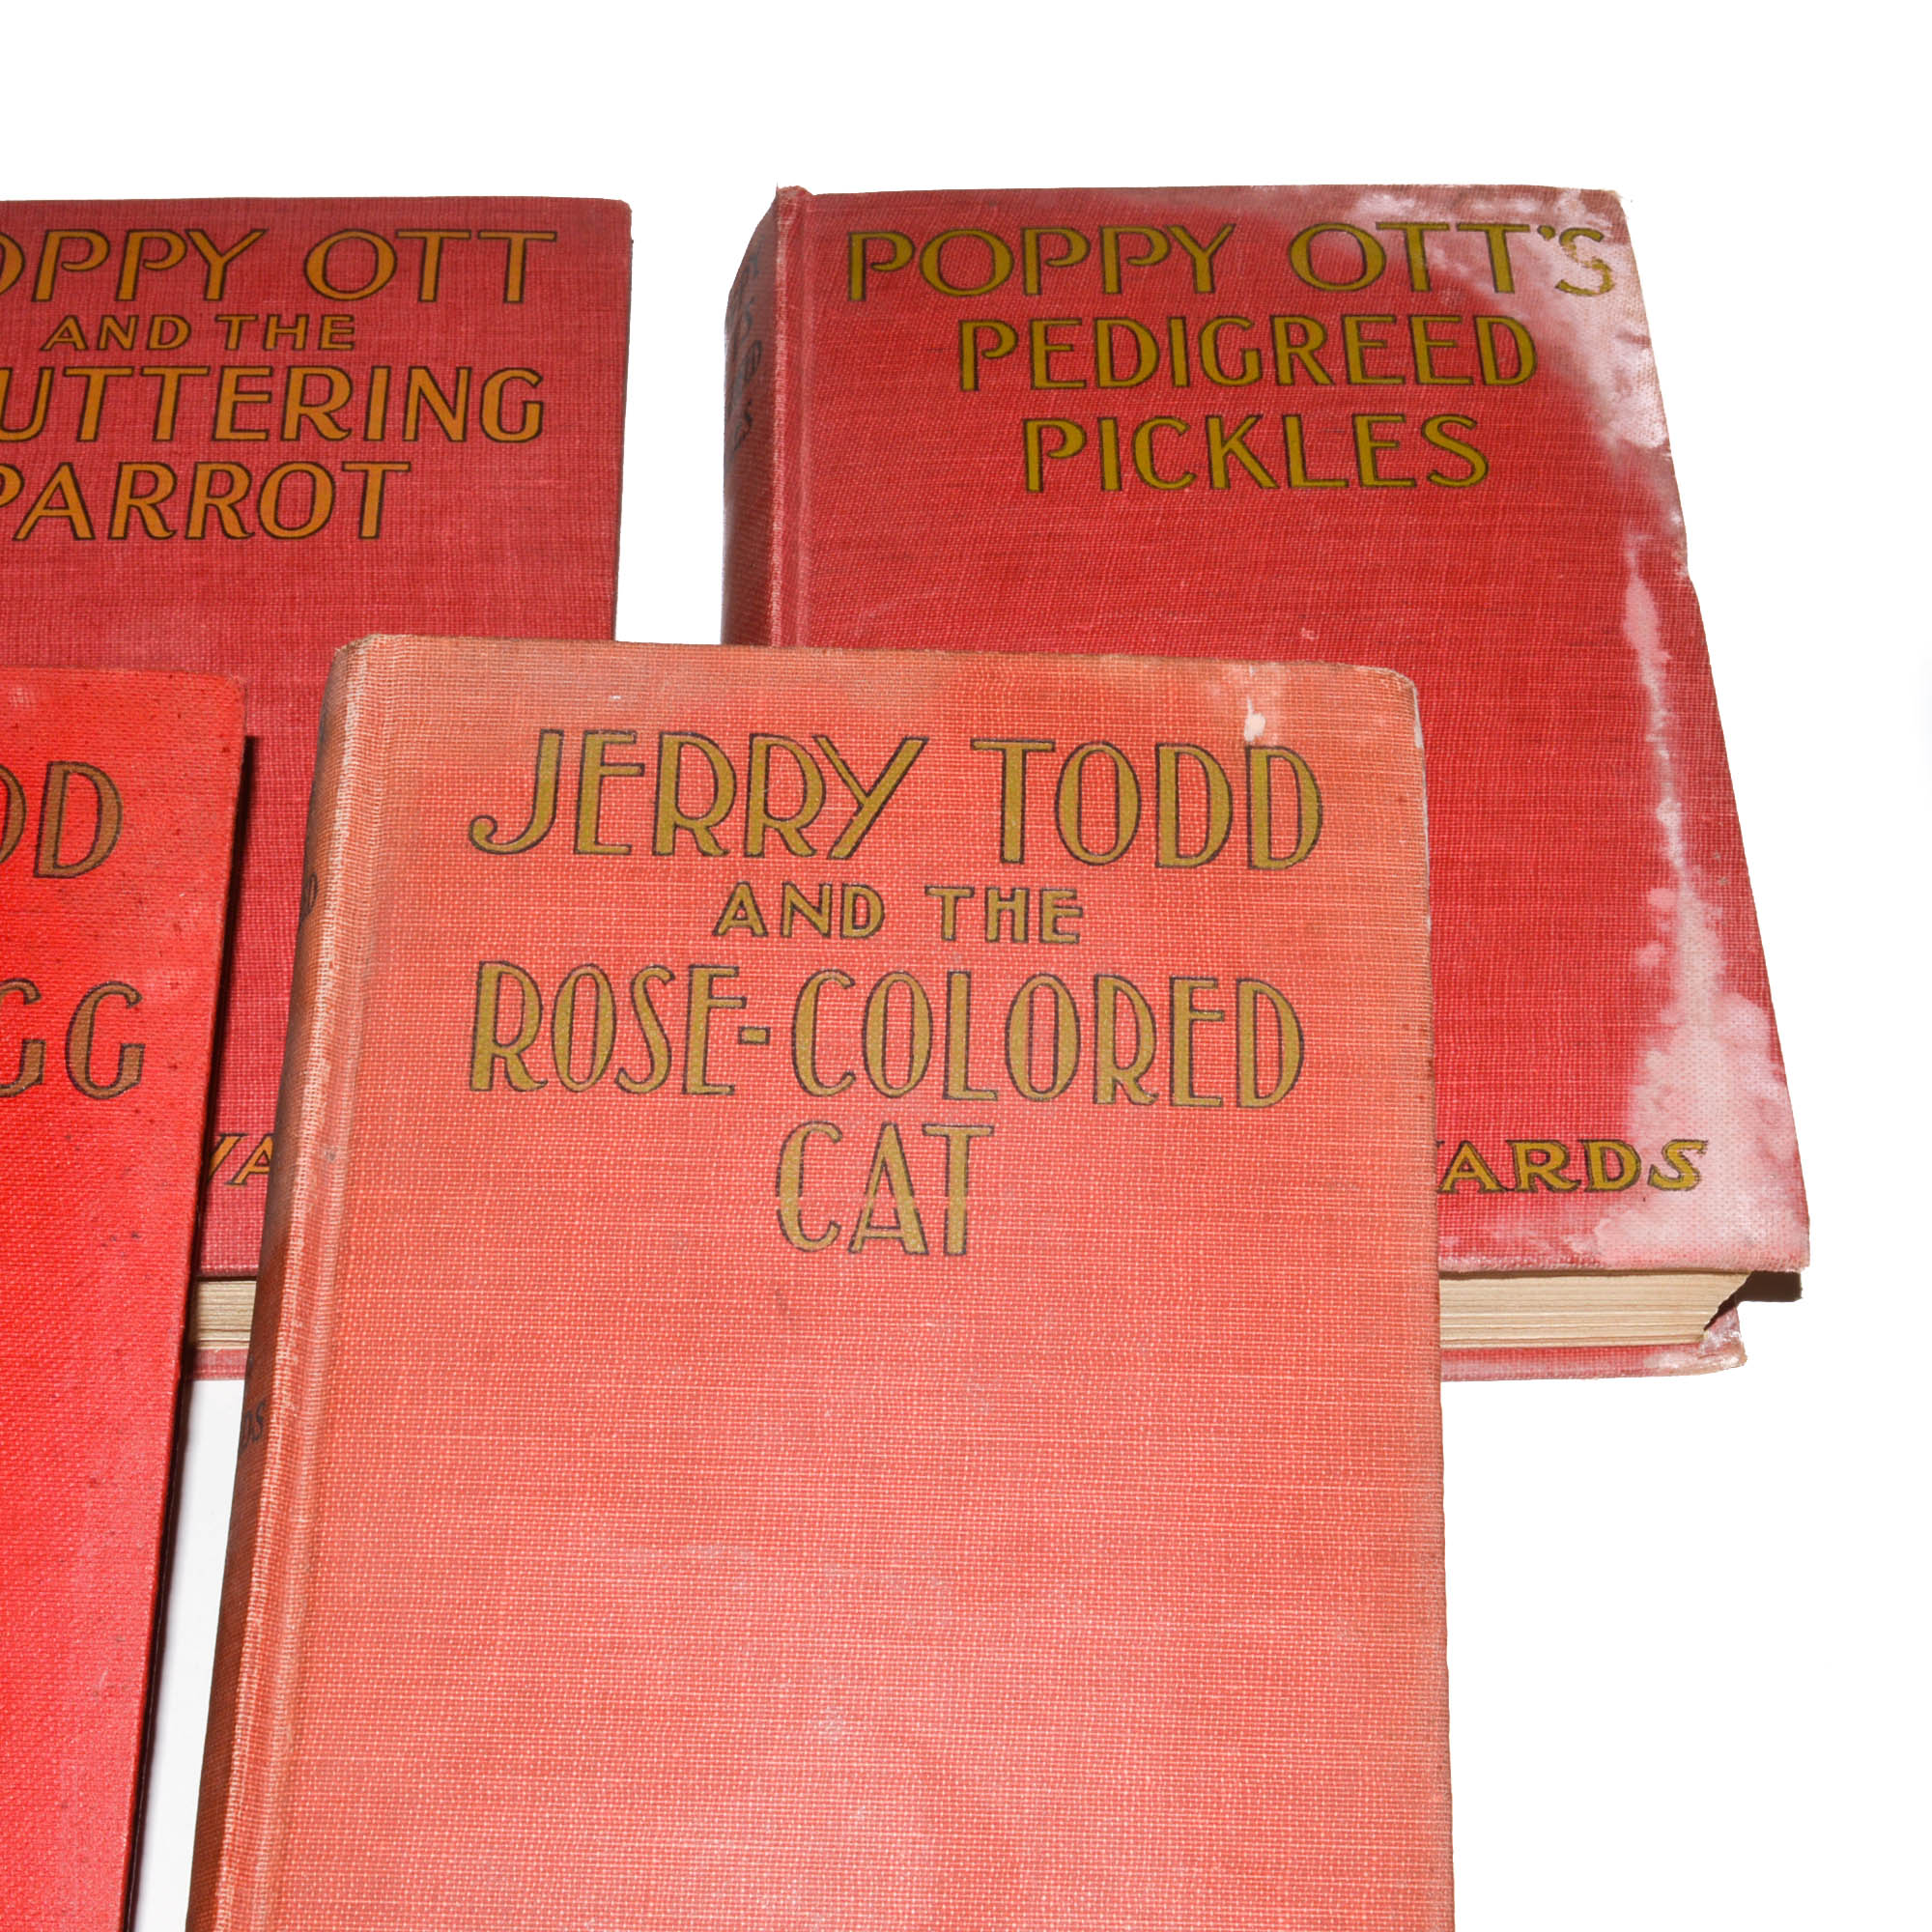 OPPY OTT
AND THE
UTTERING
PARROT
POPPY OTT'S
PEDIGREED
PICKLES
ARDS
JERRY TODD
AND THE
ROSE-COLORED
CAT
DD
GG